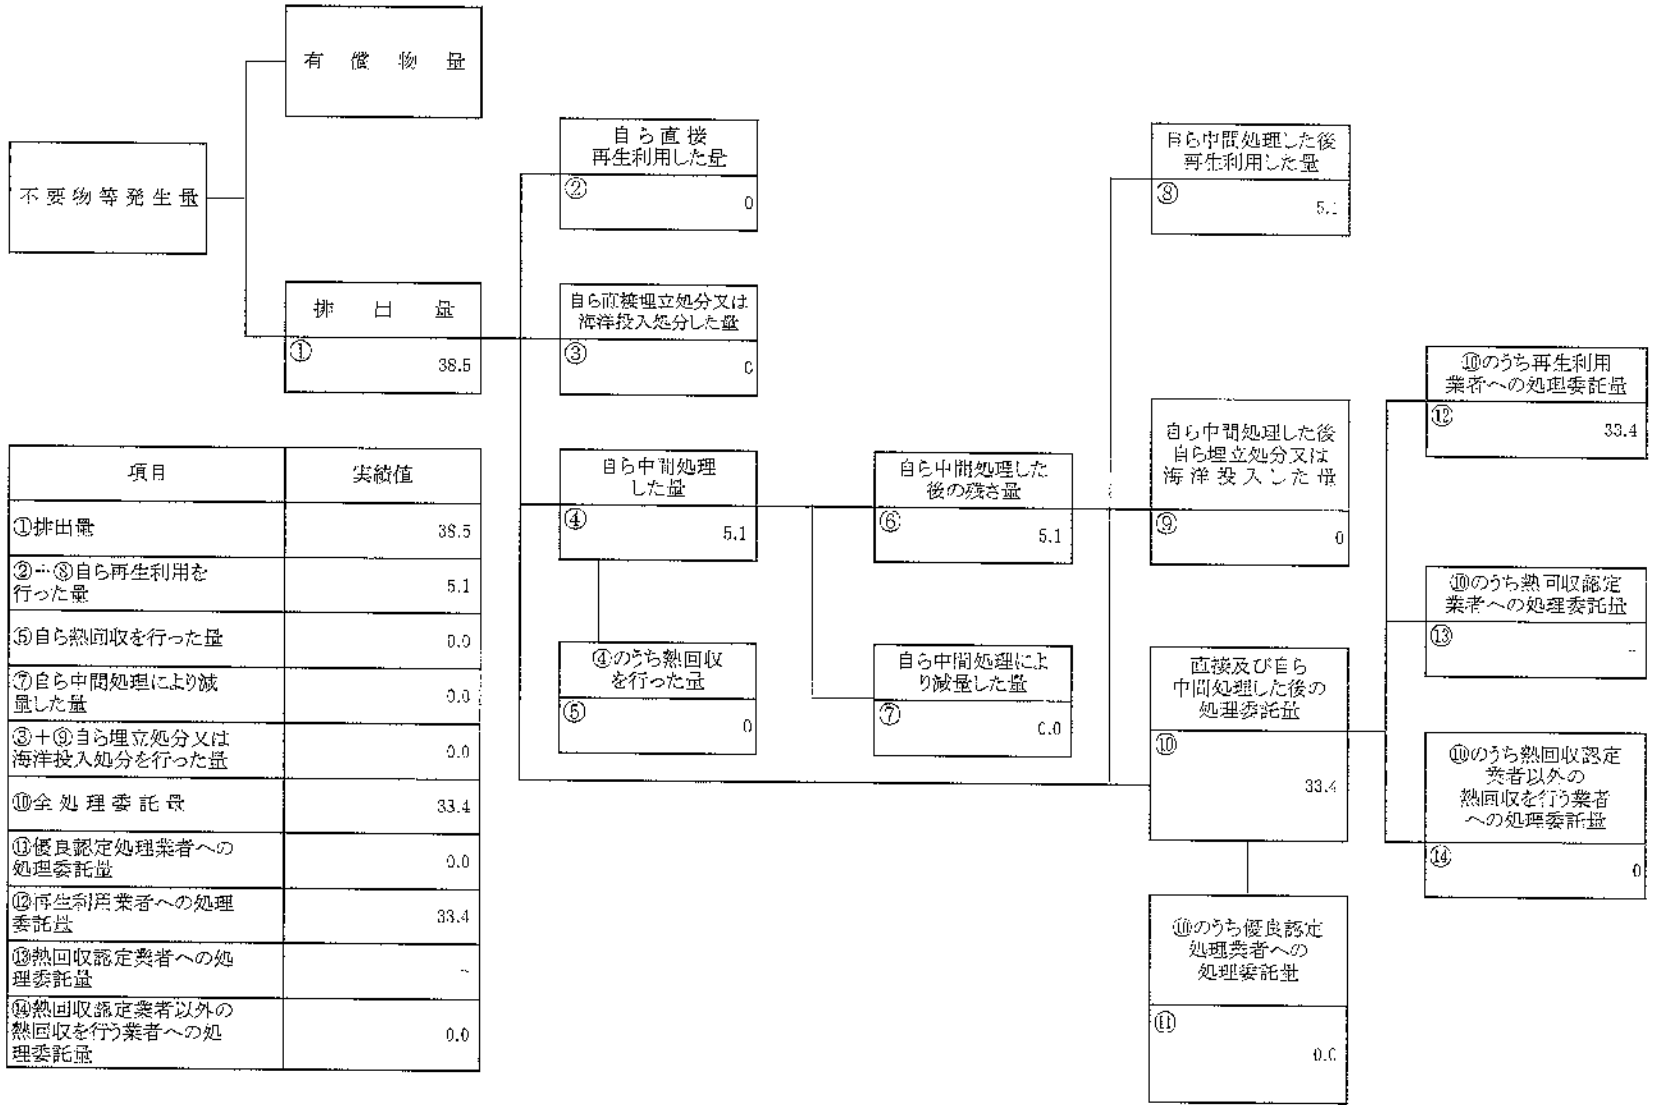 有償物量
不要物等発生量
排出量
①
38.5
自ら直接
再生利用した量
②
0
自ら直接埋立処分又は
海洋投入処分した量
③
0
自ら中間処理
した量
④
5.1
④のうち熱回収
を行った量
⑤
0
自ら中間処理した
後の残さ量
⑥
5.1
自ら中間処理によ
り減量した量
⑦
0.0
自ら中間処理した後
再生利用した量
⑧
5.1
自ら中間処理した後
自ら埋立処分又は
海洋投入した量
⑨
0
直接及び自ら
中間処理した後の
処理委託量
⑩
33.4
⑩のうち優良認定
処理業者への
処理委託量
⑪
0.0
⑩のうち再生利用
業者への処理委託量
⑫
33.4
⑩のうち熱回収認定
業者への処理委託量
⑬
-
⑩のうち熱回収認定
業者以外の
熱回収を行う業者
への処理委託量
⑭
0
項目 実績値
①排出量 38.5
②+⑧自ら再生利用を
行った量 5.1
⑤自ら熱回収を行った量 0.0
⑦自ら中間処理により減
量した量 0.0
③+⑨自ら埋立処分又は
海洋投入処分を行った量 0.0
⑩全処理委託量 33.4
⑪優良認定処理業者への
処理委託量 0.0
⑫再生利用業者への処理
委託量 33.4
⑬熱回収認定業者への処
理委託量 -
⑭熱回収認定業者以外の
熱回収を行う業者への処
理委託量 0.0